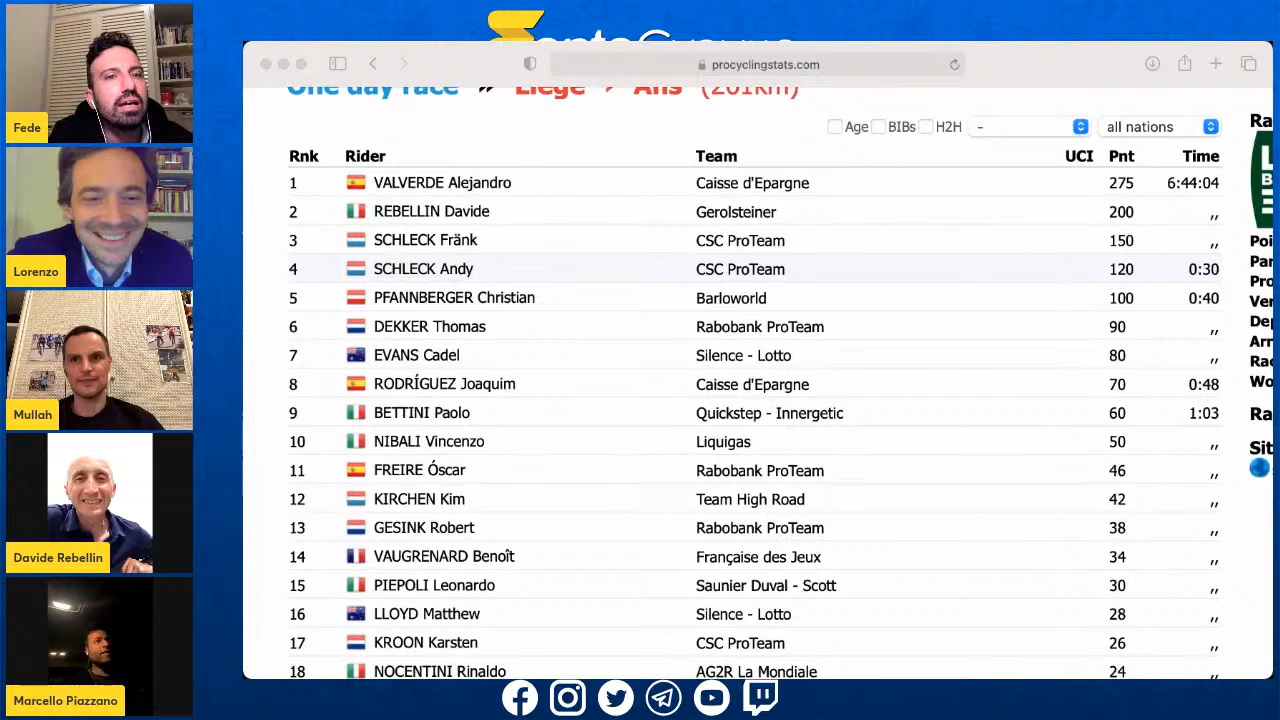 Fede
Lorenzo
Mullah
Davide Rebellin
Marcello Piazzano
procyclingstats.com
One day race » Liège › Ans (261km)
Age BIBs H2H - all nations
Rnk Rider Team UCI Pnt Time
1 VALVERDE Alejandro Caisse d'Epargne 275 6:44:04
2 REBELLIN Davide Gerolsteiner 200 ,,
3 SCHLECK Fränk CSC ProTeam 150 ,,
4 SCHLECK Andy CSC ProTeam 120 0:30
5 PFANNBERGER Christian Barloworld 100 0:40
6 DEKKER Thomas Rabobank ProTeam 90 ,,
7 EVANS Cadel Silence - Lotto 80 ,,
8 RODRÍGUEZ Joaquim Caisse d'Epargne 70 0:48
9 BETTINI Paolo Quickstep - Innergetic 60 1:03
10 NIBALI Vincenzo Liquigas 50 ,,
11 FREIRE Óscar Rabobank ProTeam 46 ,,
12 KIRCHEN Kim Team High Road 42 ,,
13 GESINK Robert Rabobank ProTeam 38 ,,
14 VAUGRENARD Benoît Française des Jeux 34 ,,
15 PIEPOLI Leonardo Saunier Duval - Scott 30 ,,
16 LLOYD Matthew Silence - Lotto 28 ,,
17 KROON Karsten CSC ProTeam 26 ,,
18 NOCENTINI Rinaldo AG2R La Mondiale 24 ,,